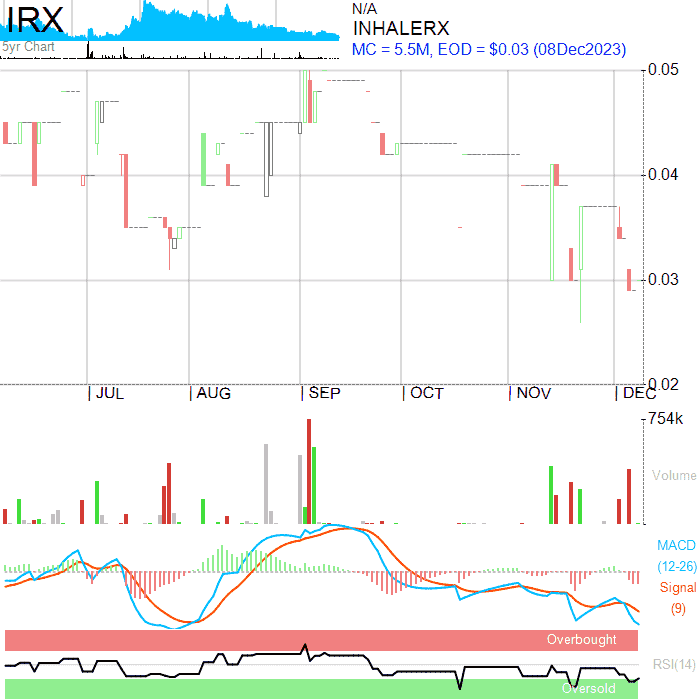 IRX
5yr Chart
N/A
INHALERX
MC = 5.5M, EOD = $0.03 (08Dec2023)
0.05
0.04
0.03
0.02
JUL AUG SEP OCT NOV DEC
754k
Volume
MACD
(12-26)
Signal
(9)
Overbought
RSI(14)
Oversold